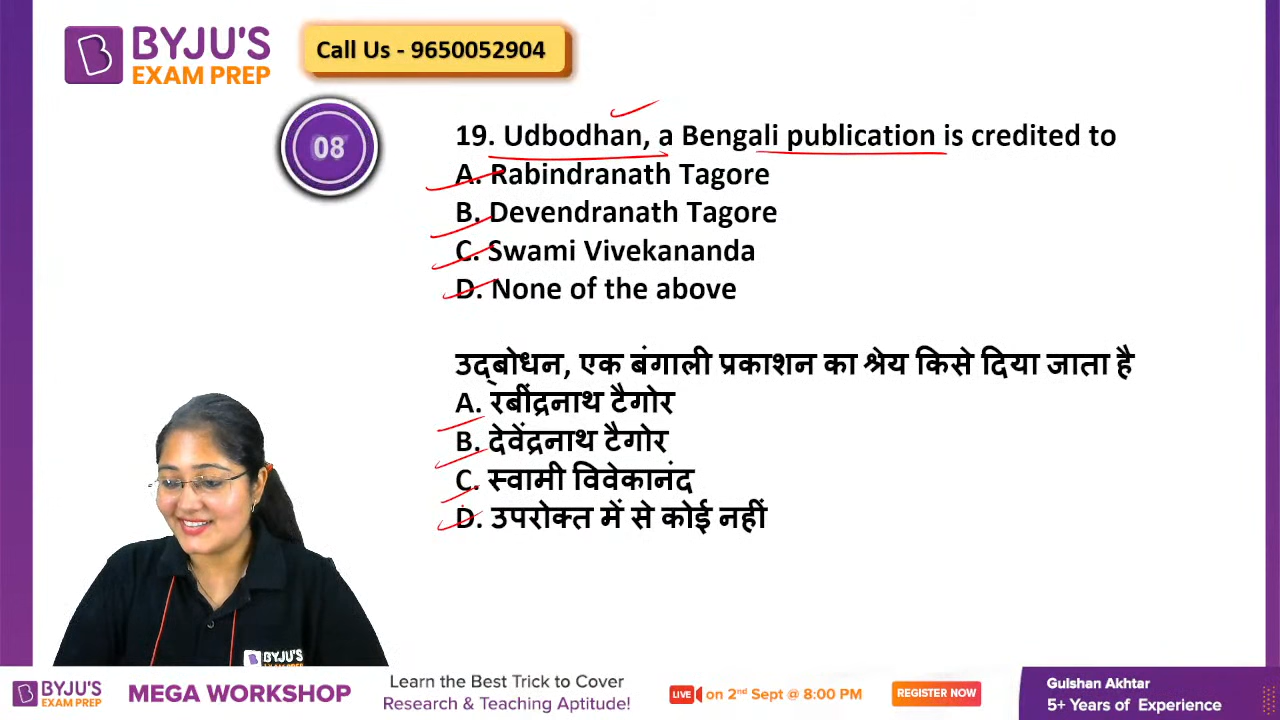 BYJU'S
EXAM PREP
Call Us - 9650052904
08
19. Udbodhan, a Bengali publication is credited to
A. Rabindranath Tagore
B. Devendranath Tagore
C. Swami Vivekananda
D. None of the above
उद्बोधन, एक बंगाली प्रकाशन का श्रेय किसे दिया जाता है
A. रबींद्रनाथ टैगोर
B. देवेंद्रनाथ टैगोर
C. स्वामी विवेकानंद
D. उपरोक्त में से कोई नहीं
BYJU'S
EXAM PREP
BYJU'S
EXAM PREP
MEGA WORKSHOP
Learn the Best Trick to Cover
Research & Teaching Aptitude!
LIVE on 2nd Sept @ 8:00 PM
REGISTER NOW
Gulshan Akhtar
5+ Years of Experience